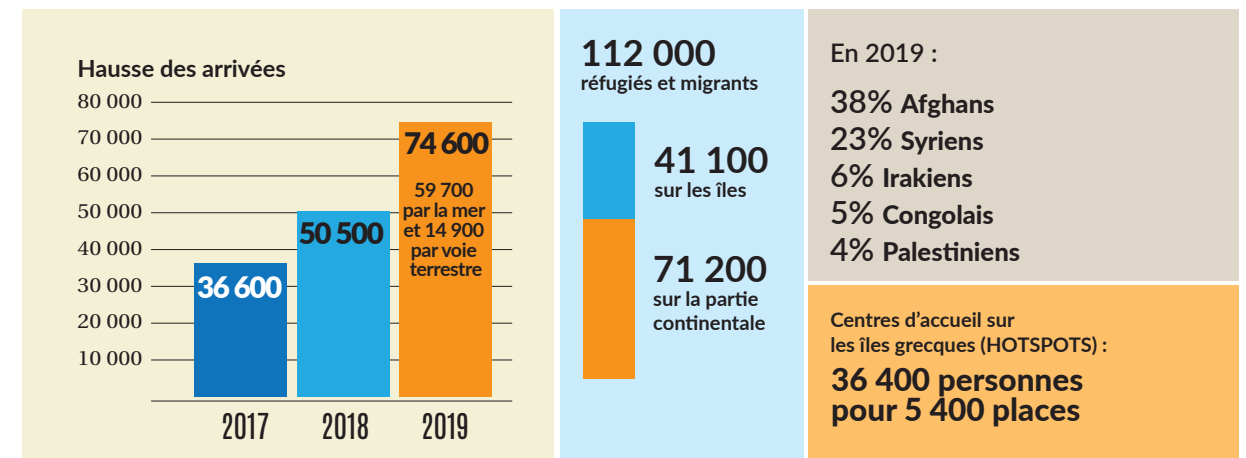 Hausse des arrivées
80 000
70 000
60 000
50 000
40 000
30 000
20 000
10 000
36 600
50 500
74 600
59 700
par la mer
et 14 900
par voie
terrestre
2017
2018
2019
112 000
réfugiés et migrants
41 100
sur les îles
71 200
sur la partie
continentale
En 2019 :
38% Afghans
23% Syriens
6% Irakiens
5% Congolais
4% Palestiniens
Centres d’accueil sur
les îles grecques (HOTSPOTS) :
36 400 personnes
pour 5 400 places